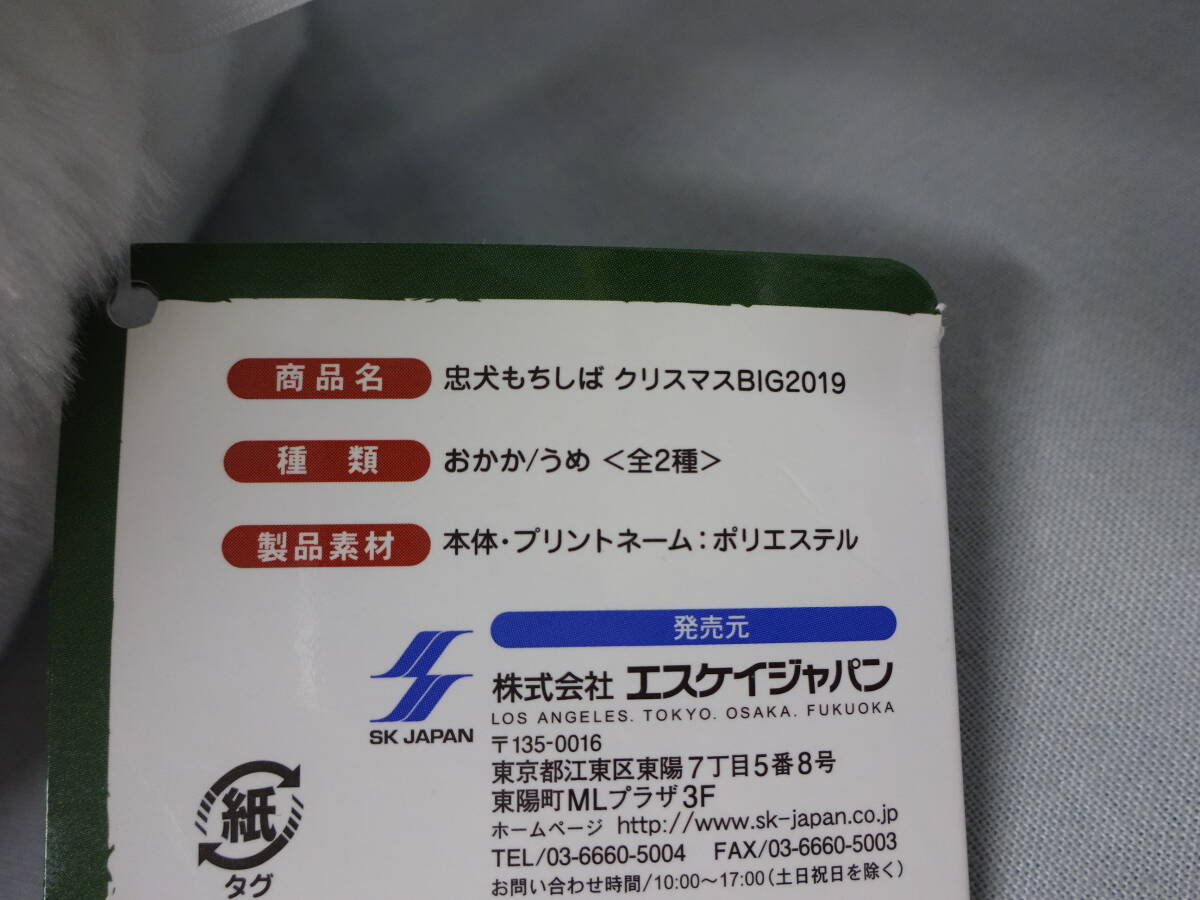 商品名 忠犬もちしば クリスマスBIG2019
種類 おかか/うめ <全2種>
製品素材 本体・プリントネーム:ポリエステル
発売元
SK JAPAN
株式会社 エスケイジャパン
LOS ANGELES. TOKYO. OSAKA. FUKUOKA
〒135-0016
東京都江東区東陽7丁目5番8号
東陽町MLプラザ3F
ホームページ http://www.sk-japan.co.jp
TEL/03-6660-5004 FAX/03-6660-5003
お問い合わせ時間/10:00～17:00(土日祝日を除く)
紙
タグ